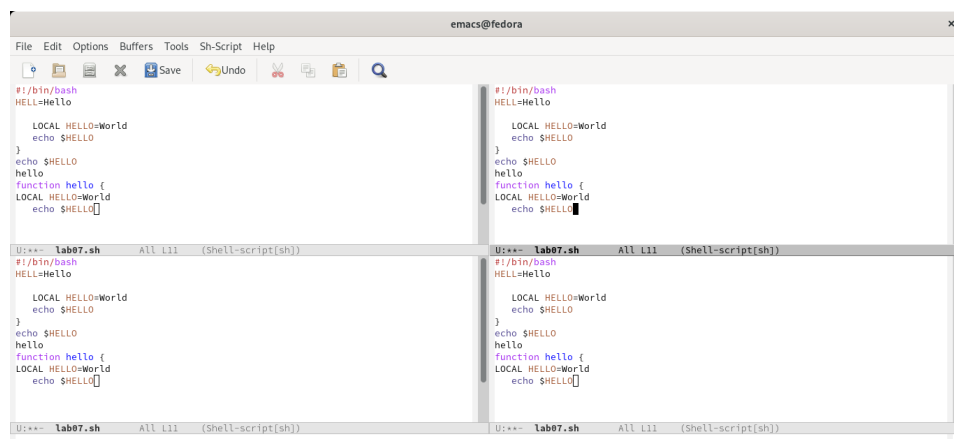 emacs@fedora
×
File Edit Options Buffers Tools Sh-Script Help
Save Undo
#!/bin/bash
HELL=Hello
LOCAL HELLO=World
echo $HELLO
}
echo $HELLO
hello
function hello {
LOCAL HELLO=World
echo $HELLO
U:**- lab07.sh All L11 (Shell-script[sh])
#!/bin/bash
HELL=Hello
LOCAL HELLO=World
echo $HELLO
}
echo $HELLO
hello
function hello {
LOCAL HELLO=World
echo $HELLO
U:**- lab07.sh All L11 (Shell-script[sh])
#!/bin/bash
HELL=Hello
LOCAL HELLO=World
echo $HELLO
}
echo $HELLO
hello
function hello {
LOCAL HELLO=World
echo $HELLO
U:**- lab07.sh All L11 (Shell-script[sh])
#!/bin/bash
HELL=Hello
LOCAL HELLO=World
echo $HELLO
}
echo $HELLO
hello
function hello {
LOCAL HELLO=World
echo $HELLO
U:**- lab07.sh All L11 (Shell-script[sh])